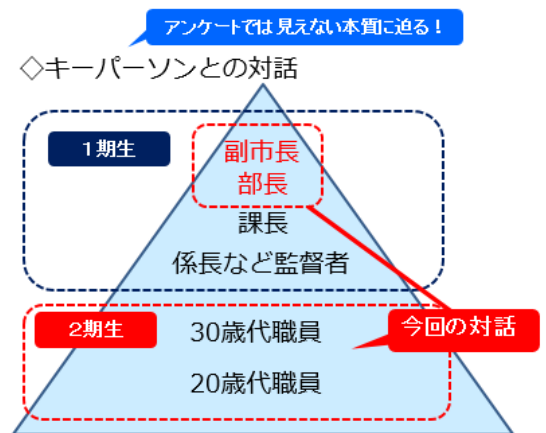 アンケートでは見えない本質に迫る！
◇キーパーソンとの対話
1期生
副市長
部長
課長
係長など監督者
2期生
30歳代職員
今回の対話
20歳代職員